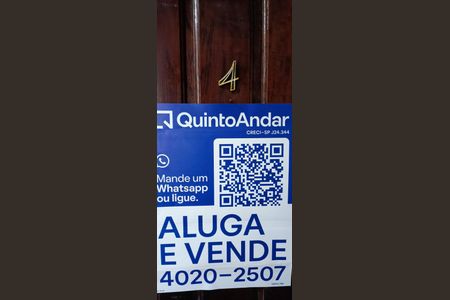 4
QuintoAndar
CRECI-SP J24.344
Mande um
Whatsapp
ou ligue.
ALUGA
E VENDE
4020-2507